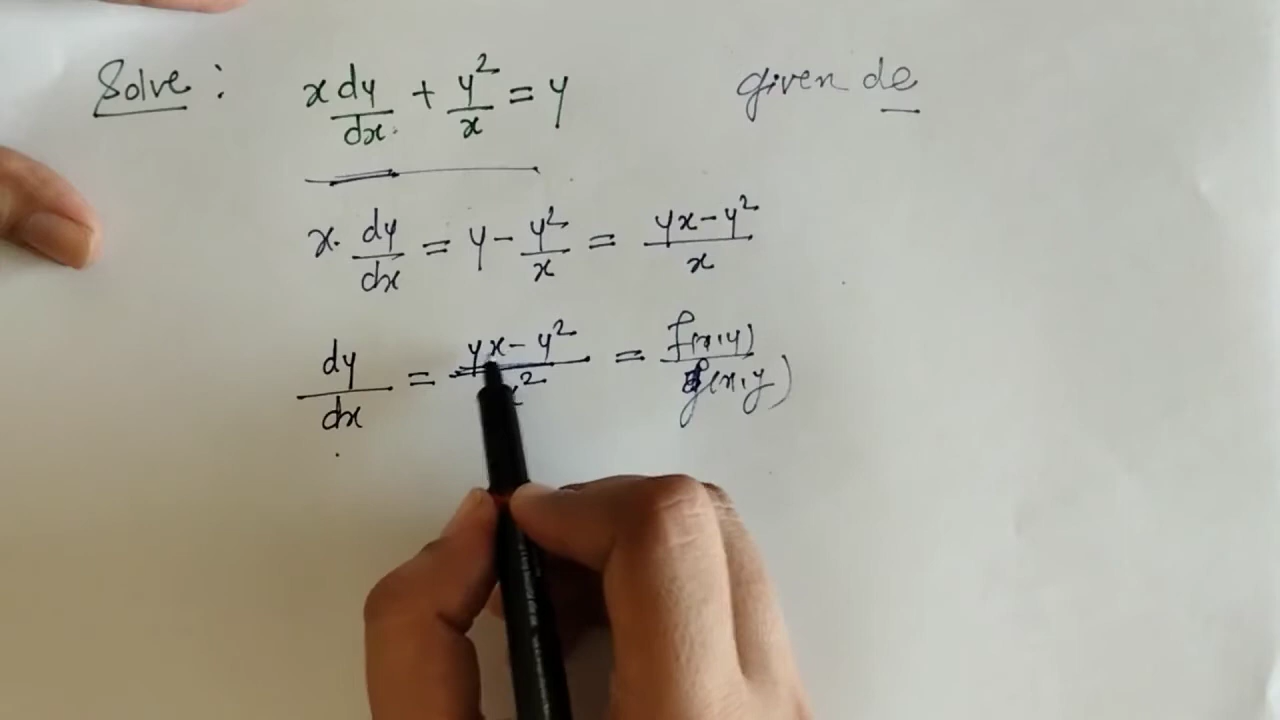 Solve : x dy/dx + y²/x = y given de
x. dy/dx = y - y²/x = yx - y²/x
dy/dx = yx - y²/x² = f(x,y)/g(x,y)